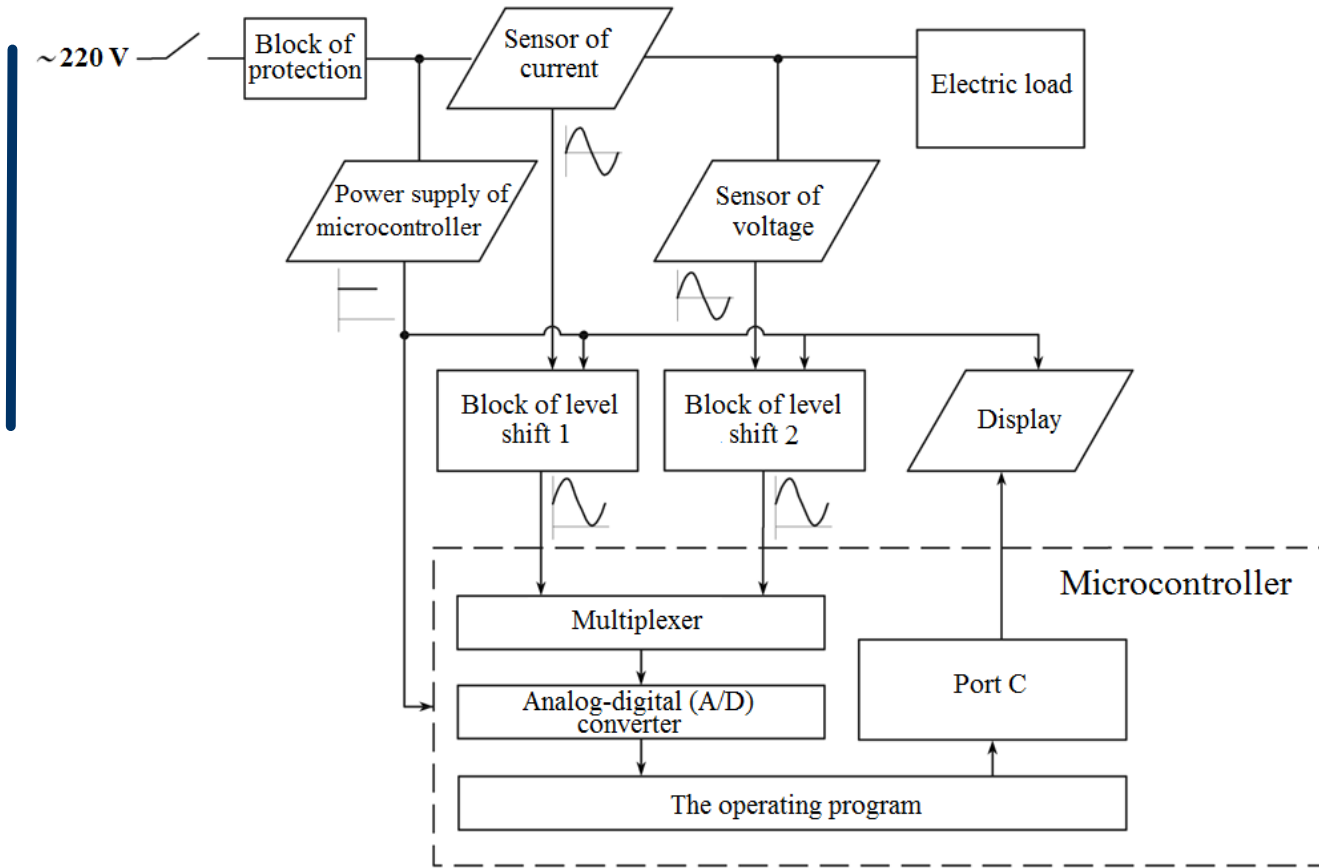 ~220 V
Block of
protection
Sensor of
current
Electric load
Power supply of
microcontroller
Sensor of
voltage
Block of level
shift 1
Block of level
shift 2
Display
Microcontroller
Multiplexer
Port C
Analog-digital (A/D)
converter
The operating program